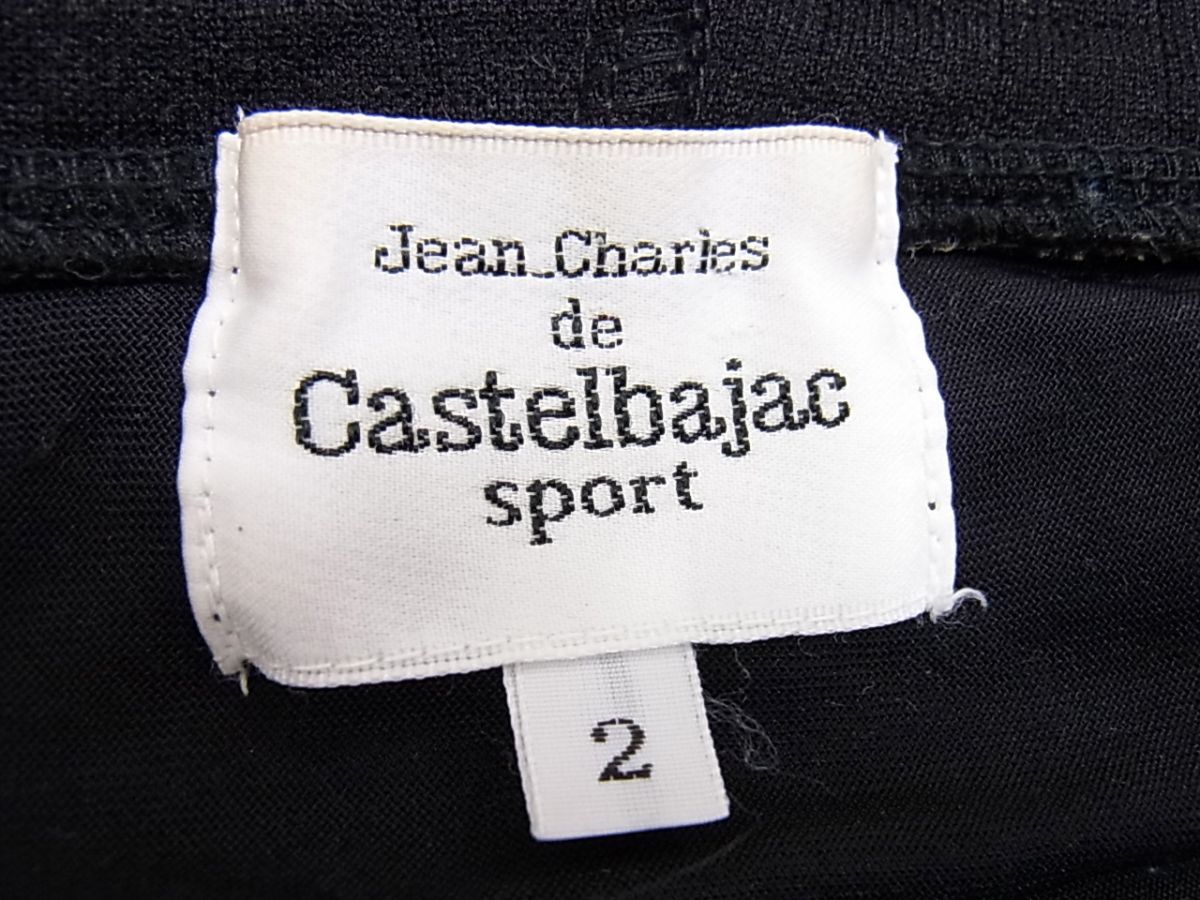 Jean_Charles
de
Castelbajac
sport
2